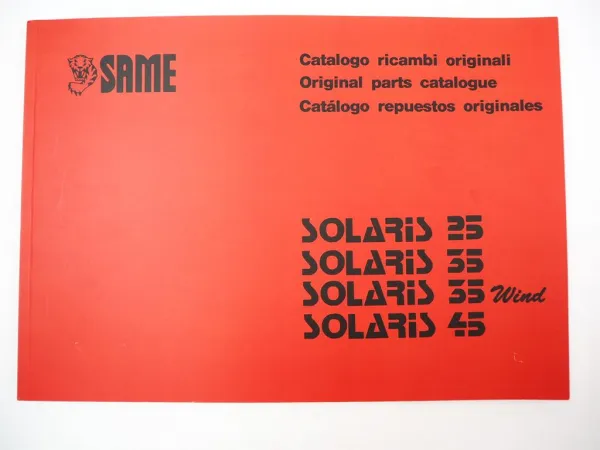 SAME
Catalogo ricambi originali
Original parts catalogue
Catálogo repuestos originales
SOLARiS 25
SOLARiS 35
SOLARiS 35 Wind
SOLARiS 45